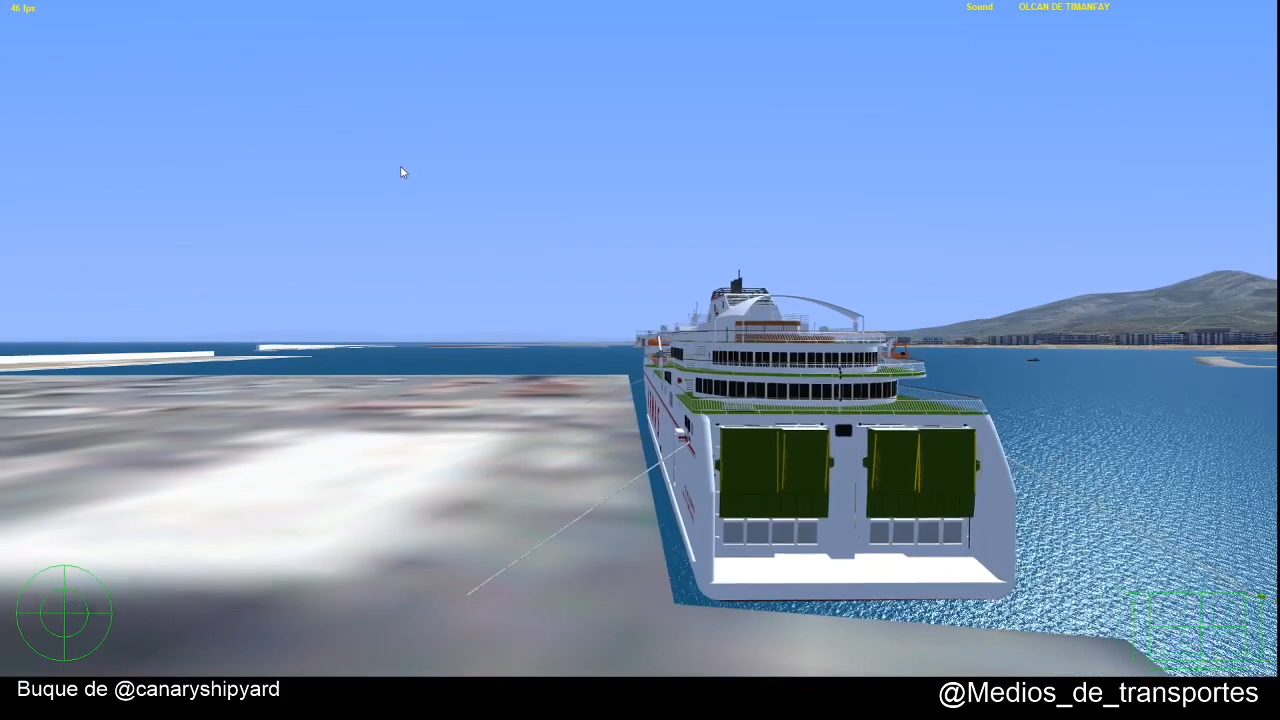 46 fps
Sound OLCAN DE TIMANFAY
Buque de @canaryshipyard
@Medios_de_transportes